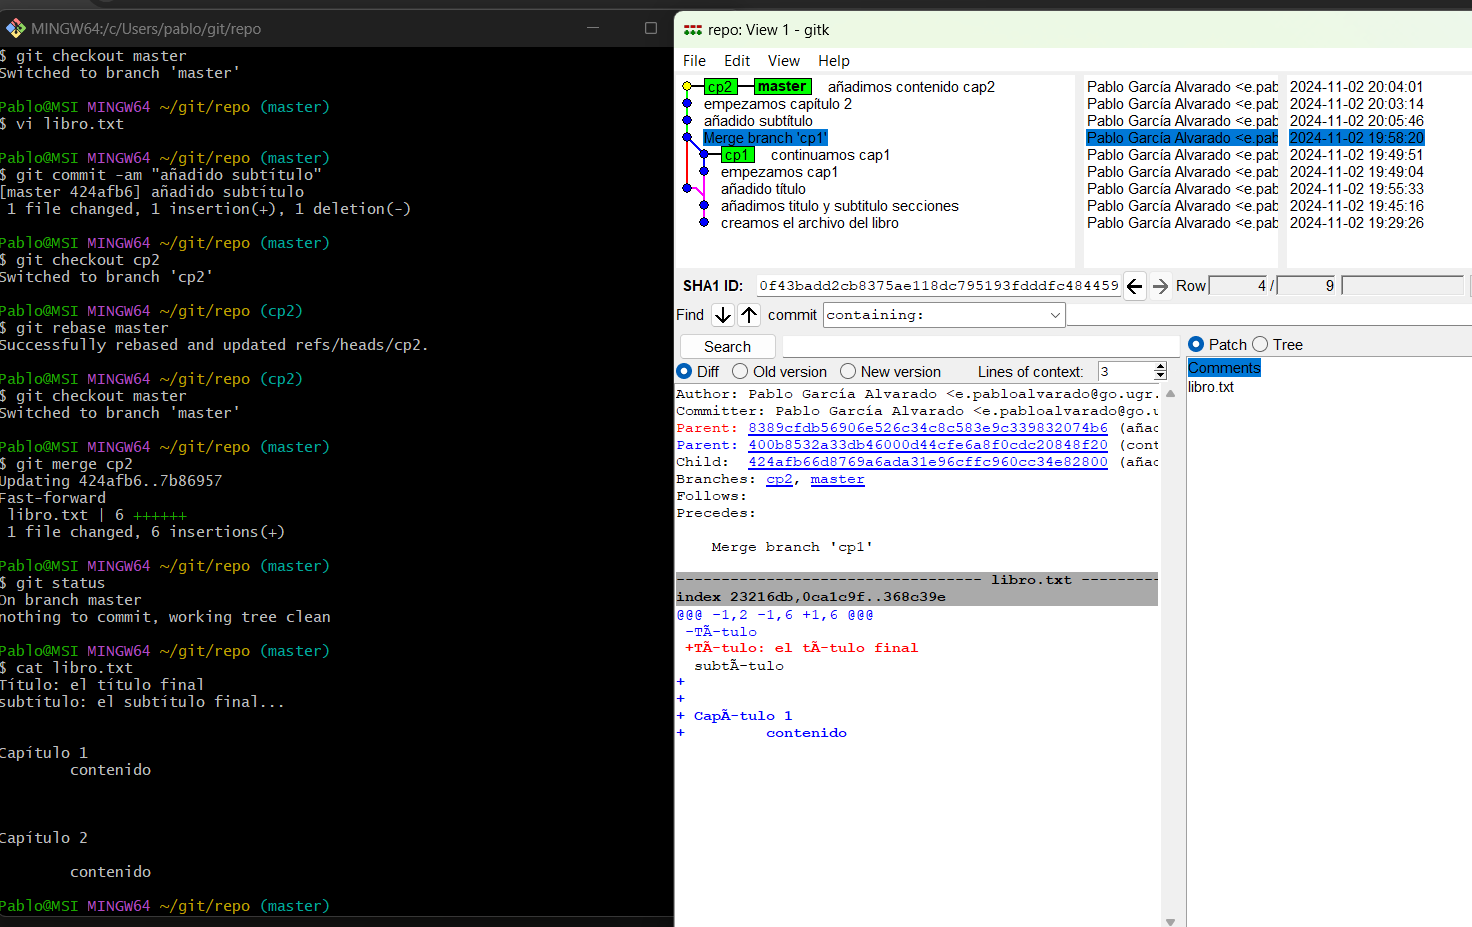 MINGW64:/c/Users/pablo/git/repo
$ git checkout master
Switched to branch 'master'
Pablo@MSI MINGW64 ~/git/repo (master)
$ vi libro.txt
Pablo@MSI MINGW64 ~/git/repo (master)
$ git commit -am "añadido subtítulo"
[master 424afb6] añadido subtítulo
1 file changed, 1 insertion(+), 1 deletion(-)
Pablo@MSI MINGW64 ~/git/repo (master)
$ git checkout cp2
Switched to branch 'cp2'
Pablo@MSI MINGW64 ~/git/repo (cp2)
$ git rebase master
Successfully rebased and updated refs/heads/cp2.
Pablo@MSI MINGW64 ~/git/repo (cp2)
$ git checkout master
Switched to branch 'master'
Pablo@MSI MINGW64 ~/git/repo (master)
$ git merge cp2
Updating 424afb6..7b86957
Fast-forward
libro.txt | 6 ++++++
1 file changed, 6 insertions(+)
Pablo@MSI MINGW64 ~/git/repo (master)
$ git status
On branch master
nothing to commit, working tree clean
Pablo@MSI MINGW64 ~/git/repo (master)
$ cat libro.txt
Título: el título final
subtítulo: el subtítulo final...
Capítulo 1
contenido
Capítulo 2
contenido
Pablo@MSI MINGW64 ~/git/repo (master)
repo: View 1 - gitk
File Edit View Help
cp2 master añadimos contenido cap2 Pablo García Alvarado <e.pab 2024-11-02 20:04:01
empezamos capítulo 2 Pablo García Alvarado <e.pab 2024-11-02 20:03:14
añadido subtítulo Pablo García Alvarado <e.pab 2024-11-02 20:05:46
Merge branch 'cp1' Pablo García Alvarado <e.pab 2024-11-02 19:58:20
cp1 continuamos cap1 Pablo García Alvarado <e.pab 2024-11-02 19:49:51
empezamos cap1 Pablo García Alvarado <e.pab 2024-11-02 19:49:04
añadido título Pablo García Alvarado <e.pab 2024-11-02 19:55:33
añadimos titulo y subtitulo secciones Pablo García Alvarado <e.pab 2024-11-02 19:45:16
creamos el archivo del libro Pablo García Alvarado <e.pab 2024-11-02 19:29:26
SHA1 ID: 0f43badd2cb8375ae118dc795193fdddfc484459 Row 4 / 9
Find commit containing:
Search
Diff Old version New version Lines of context: 3
Patch Tree
Author: Pablo García Alvarado <e.pabloalvarado@go.ugr.
Committer: Pablo García Alvarado <e.pabloalvarado@go.u
Parent: 8389cfdb56906e526c34c8c583e9c339832074b6 (añac
Parent: 400b8532a33db46000d44cfe6a8f0cdc20848f20 (cont
Child: 424afb66d8769a6ada31e96cffc960cc34e82800 (añac
Branches: cp2, master
Follows:
Precedes:
Merge branch 'cp1'
---------------------------------- libro.txt ---------
index 23216db,0ca1c9f..368c39e
@@@ -1,2 -1,6 +1,6 @@@
-TÃ-tulo
+TÃ-tulo: el tÃ-tulo final
subtÃ-tulo
+
+
+ CapÃ-tulo 1
+ contenido
Comments
libro.txt